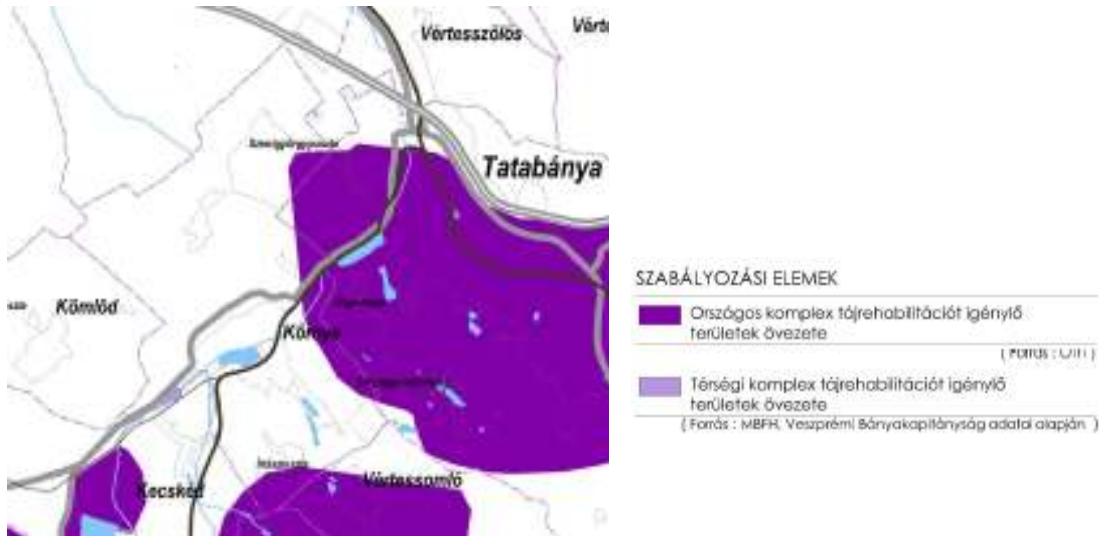 Vértesszőlős
Vérte
Tatabánya
Kömlőd
Környe
Kecskéd
Vértessomló
SZABÁLYOZÁSI ELEMEK
Országos komplex tájrehabilitációt igénylő
területek övezete
Térségi komplex tájrehabilitációt igénylő
területek övezete
( Forrás : MBFH, Veszprémi Bányakapitányság adatai alapján )